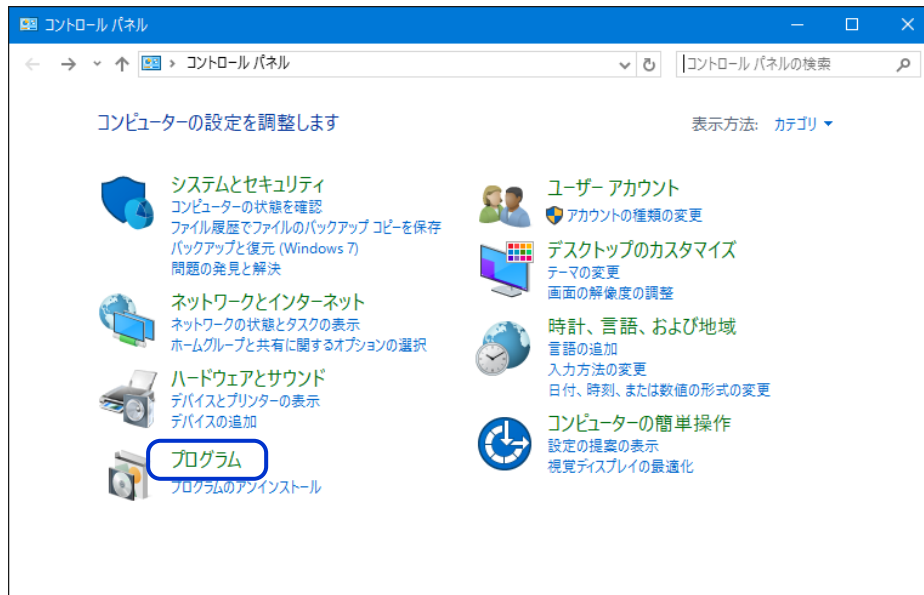 コントロール パネル
コントロール パネル
コントロール パネルの検索
コンピューターの設定を調整します
表示方法: カテゴリ
システムとセキュリティ
コンピューターの状態を確認
ファイル履歴でファイルのバックアップ コピーを保存
バックアップと復元 (Windows 7)
問題の発見と解決
ネットワークとインターネット
ネットワークの状態とタスクの表示
ホームグループと共有に関するオプションの選択
ハードウェアとサウンド
デバイスとプリンターの表示
デバイスの追加
プログラム
プログラムのアンインストール
ユーザー アカウント
アカウントの種類の変更
デスクトップのカスタマイズ
テーマの変更
画面の解像度の調整
時計、言語、および地域
言語の追加
入力方法の変更
日付、時刻、または数値の形式の変更
コンピューターの簡単操作
設定の提案の表示
視覚ディスプレイの最適化